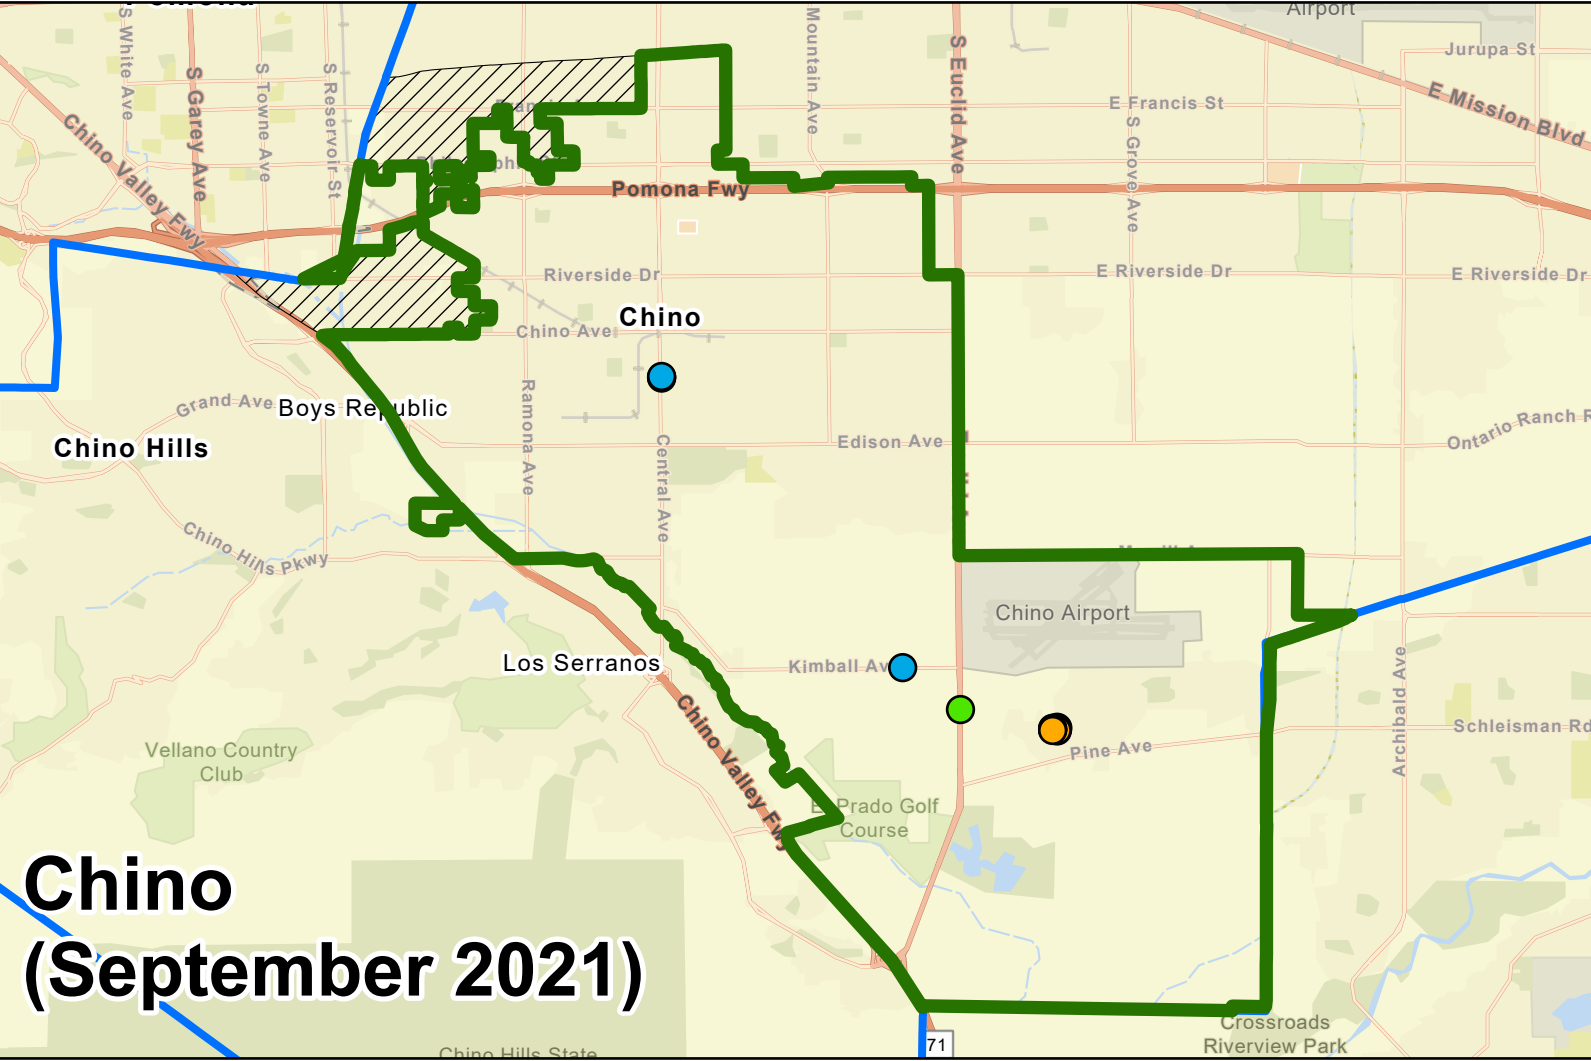 Airport
S White Ave
S Garey Ave
S Towne Ave
S Reservoir St
Mountain Ave
S Euclid Ave
Jurupa St
E Mission Blvd
E Francis St
S Grove Ave
Chino Valley Fwy
Pomona Fwy
Riverside Dr
E Riverside Dr
E Riverside Dr
Chino
Chino Ave
Ramona Ave
Grand Ave
Boys Republic
Chino Hills
Central Ave
Edison Ave
Ontario Ranch R
Chino Hills Pkwy
Chino Airport
Los Serranos
Kimball Av
Archibald Ave
Chino Valley Fwy
Pine Ave
Schleisman Rd
Vellano Country
Club
El Prado Golf
Course
Chino
(September 2021)
Crossroads
Riverview Park
71
Chino Hills State